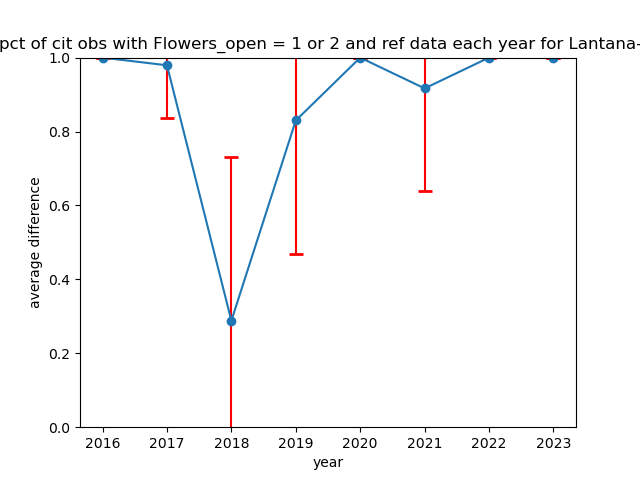 pct of cit obs with Flowers_open = 1 or 2 and ref data each year for Lantana-
1.0
0.8
0.6
0.4
0.2
0.0
average difference
2016 2017 2018 2019 2020 2021 2022 2023
year